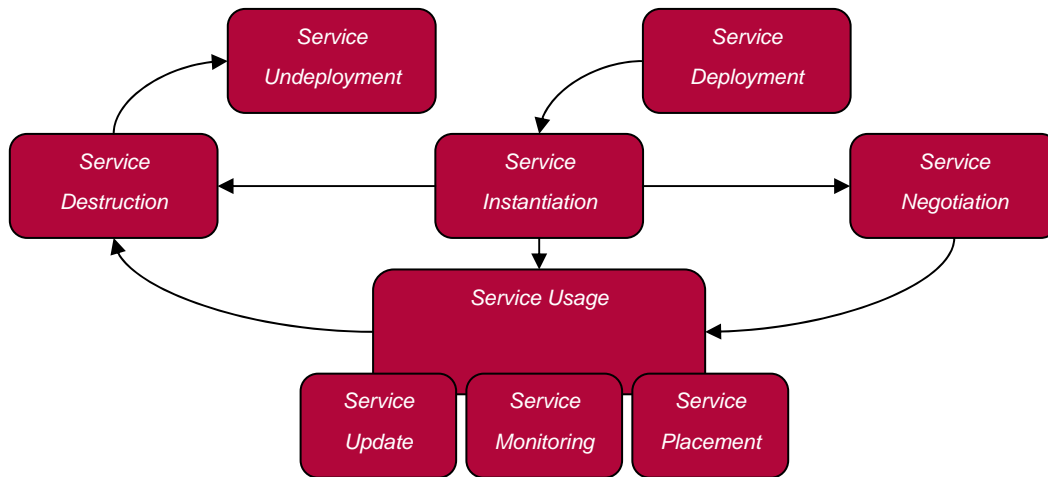 Service
Undeployment
Service
Deployment
Service
Destruction
Service
Instantiation
Service
Negotiation
Service Usage
Service
Update
Service
Monitoring
Service
Placement